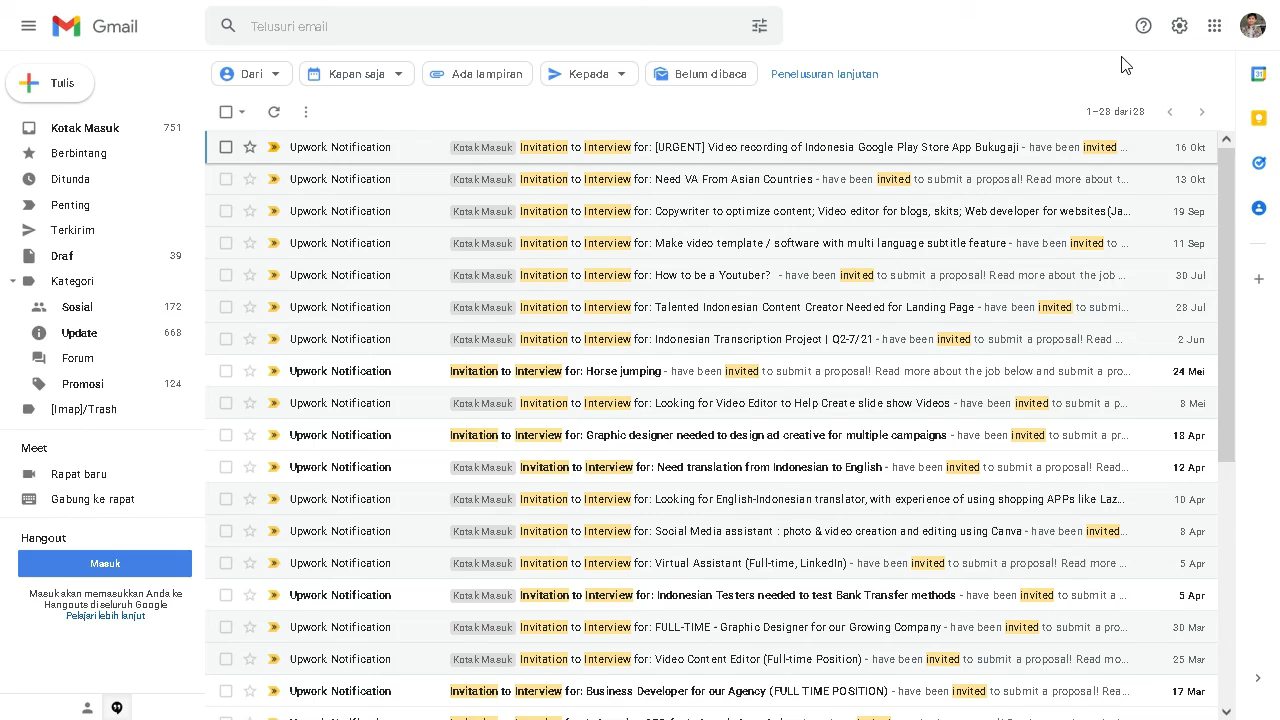 Gmail
Telusuri email
Dari
Kapan saja
Ada lampiran
Kepada
Belum dibaca
Penelusuran lanjutan
Tulis
1–28 dari 28
Kotak Masuk 751
Berbintang
Ditunda
Penting
Terkirim
Draf 39
Kategori
Sosial 172
Update 668
Forum
Promosi 124
[Imap]/Trash
Meet
Rapat baru
Gabung ke rapat
Hangout
Masuk
Masuk akan memasukkan Anda ke
Hangouts di seluruh Google
Pelajari lebih lanjut
Upwork Notification Kotak Masuk Invitation to Interview for: [URGENT] Video recording of Indonesia Google Play Store App Bukugaji - have been invited ... 16 Okt
Upwork Notification Kotak Masuk Invitation to Interview for: Need VA From Asian Countries - have been invited to submit a proposal! Read more about t... 13 Okt
Upwork Notification Kotak Masuk Invitation to Interview for: Copywriter to optimize content; Video editor for blogs, skits; Web developer for websites(Ja... 19 Sep
Upwork Notification Kotak Masuk Invitation to Interview for: Make video template / software with multi language subtitle feature - have been invited to ... 11 Sep
Upwork Notification Kotak Masuk Invitation to Interview for: How to be a Youtuber? - have been invited to submit a proposal! Read more about the job ... 30 Jul
Upwork Notification Kotak Masuk Invitation to Interview for: Talented Indonesian Content Creator Needed for Landing Page - have been invited to submi... 28 Jul
Upwork Notification Kotak Masuk Invitation to Interview for: Indonesian Transcription Project | Q2-7/21 - have been invited to submit a proposal! Read ... 2 Jun
Upwork Notification Invitation to Interview for: Horse jumping - have been invited to submit a proposal! Read more about the job below and submit a pro... 24 Mei
Upwork Notification Kotak Masuk Invitation to Interview for: Looking for Video Editor to Help Create slide show Videos - have been invited to submit a p... 8 Mei
Upwork Notification Invitation to Interview for: Graphic designer needed to design ad creative for multiple campaigns - have been invited to submit a pr... 18 Apr
Upwork Notification Kotak Masuk Invitation to Interview for: Need translation from Indonesian to English - have been invited to submit a proposal! Read... 12 Apr
Upwork Notification Kotak Masuk Invitation to Interview for: Looking for English-Indonesian translator, with experience of using shopping APPs like Laz... 10 Apr
Upwork Notification Kotak Masuk Invitation to Interview for: Social Media assistant : photo & video creation and editing using Canva - have been invited... 8 Apr
Upwork Notification Kotak Masuk Invitation to Interview for: Virtual Assistant (Full-time, LinkedIn) - have been invited to submit a proposal! Read more ... 5 Apr
Upwork Notification Kotak Masuk Invitation to Interview for: Indonesian Testers needed to test Bank Transfer methods - have been invited to submit a ... 5 Apr
Upwork Notification Kotak Masuk Invitation to Interview for: FULL-TIME - Graphic Designer for our Growing Company - have been invited to submit a pro... 30 Mar
Upwork Notification Kotak Masuk Invitation to Interview for: Video Content Editor (Full-time Position) - have been invited to submit a proposal! Read mo... 25 Mar
Upwork Notification Invitation to Interview for: Business Developer for our Agency (FULL TIME POSITION) - have been invited to submit a proposal! Rea... 17 Mar